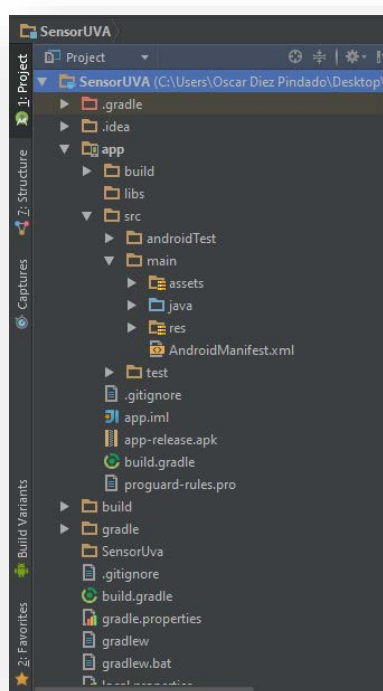 SensorUVA
Project
SensorUVA (C:\Users\Oscar Diez Pindado\Desktop\
.gradle
.idea
app
build
libs
src
androidTest
main
assets
java
res
AndroidManifest.xml
test
.gitignore
app.iml
app-release.apk
build.gradle
proguard-rules.pro
build
gradle
SensorUva
.gitignore
build.gradle
gradle.properties
gradlew
gradlew.bat
local.properties
1: Project
7: Structure
Captures
Build Variants
2: Favorites